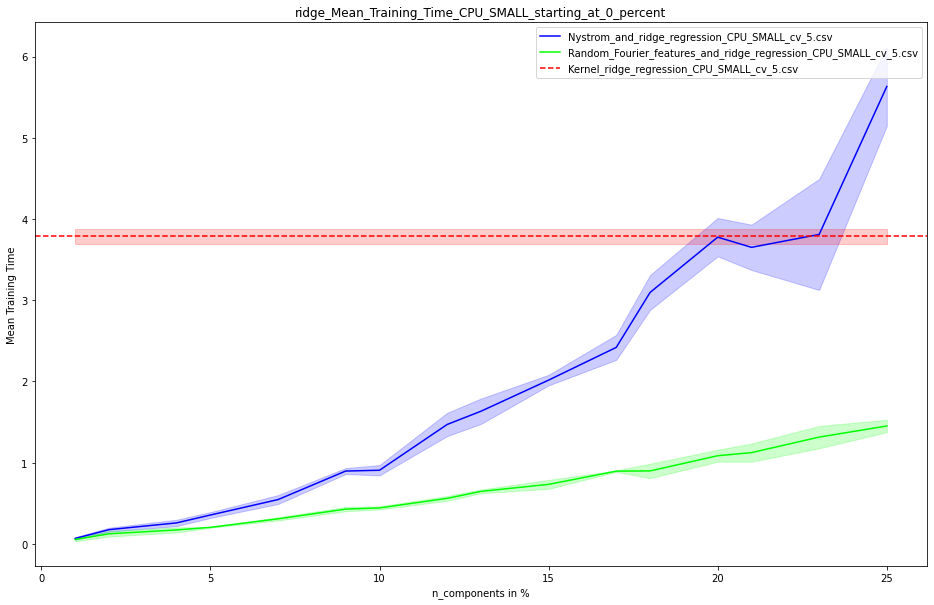 ridge_Mean_Training_Time_CPU_SMALL_starting_at_0_percent
Nystrom_and_ridge_regression_CPU_SMALL_cv_5.csv
Random_Fourier_features_and_ridge_regression_CPU_SMALL_cv_5.csv
Kernel_ridge_regression_CPU_SMALL_cv_5.csv
Mean Training Time
6
5
4
3
2
1
0
0
5
10
15
20
25
n_components in %